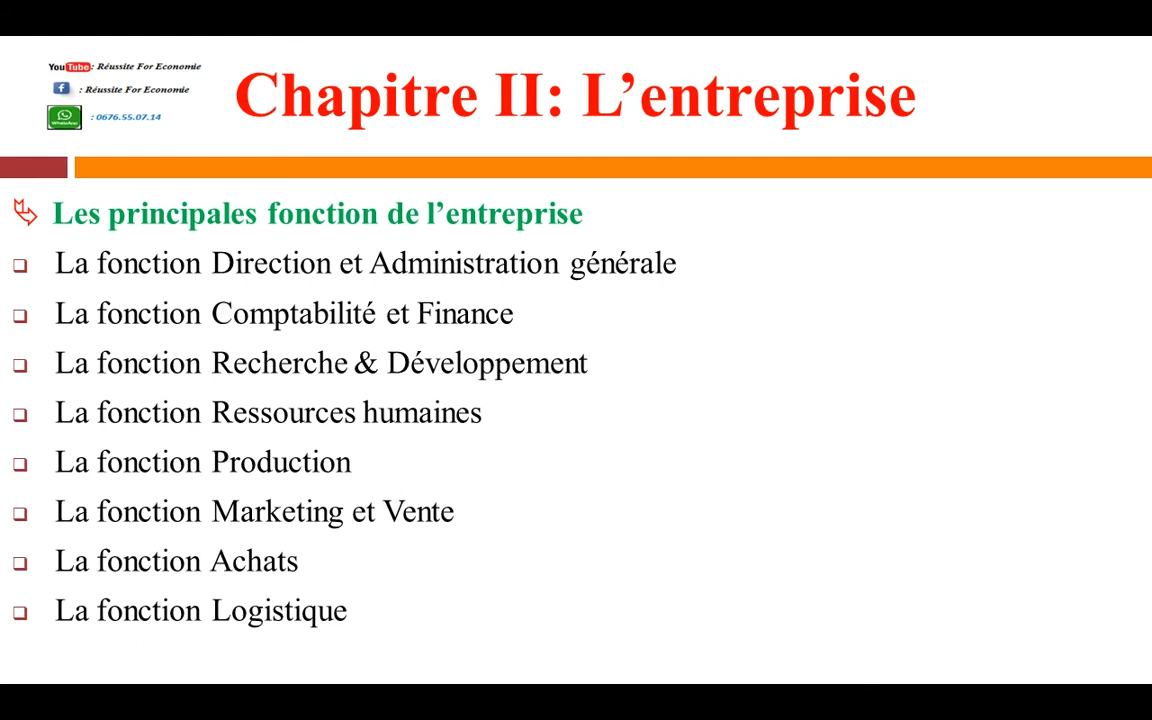 YouTube : Réussite For Economie
: Réussite For Economie
WhatsApp : 0676.55.07.14
Chapitre II: L’entreprise
Les principales fonction de l’entreprise
La fonction Direction et Administration générale
La fonction Comptabilité et Finance
La fonction Recherche & Développement
La fonction Ressources humaines
La fonction Production
La fonction Marketing et Vente
La fonction Achats
La fonction Logistique